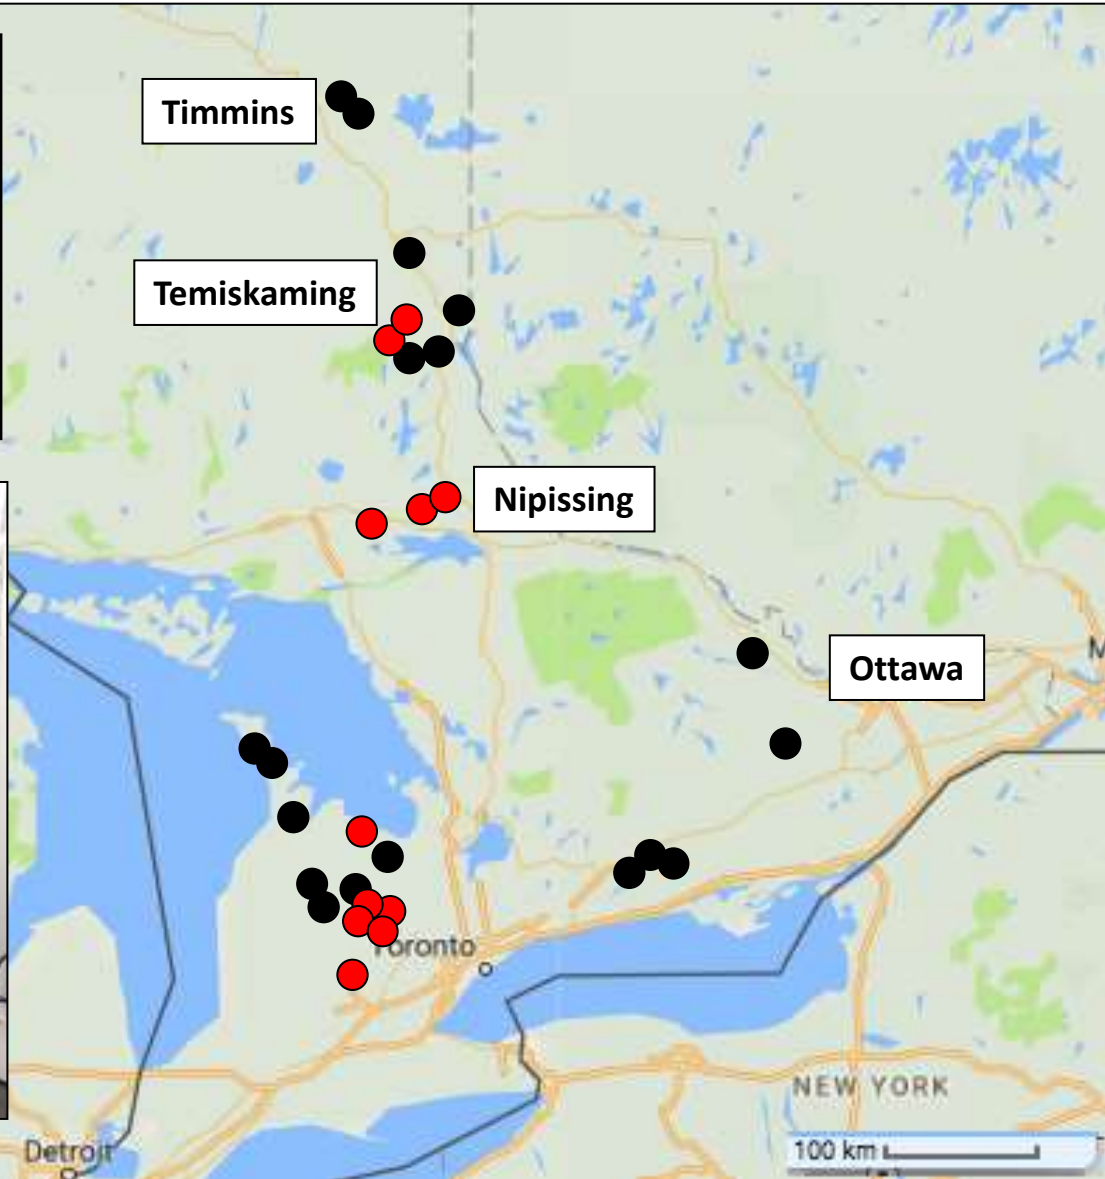 Timmins
Temiskaming
Nipissing
Ottawa
M
Toronto
NEW YORK
100 km
Detroit